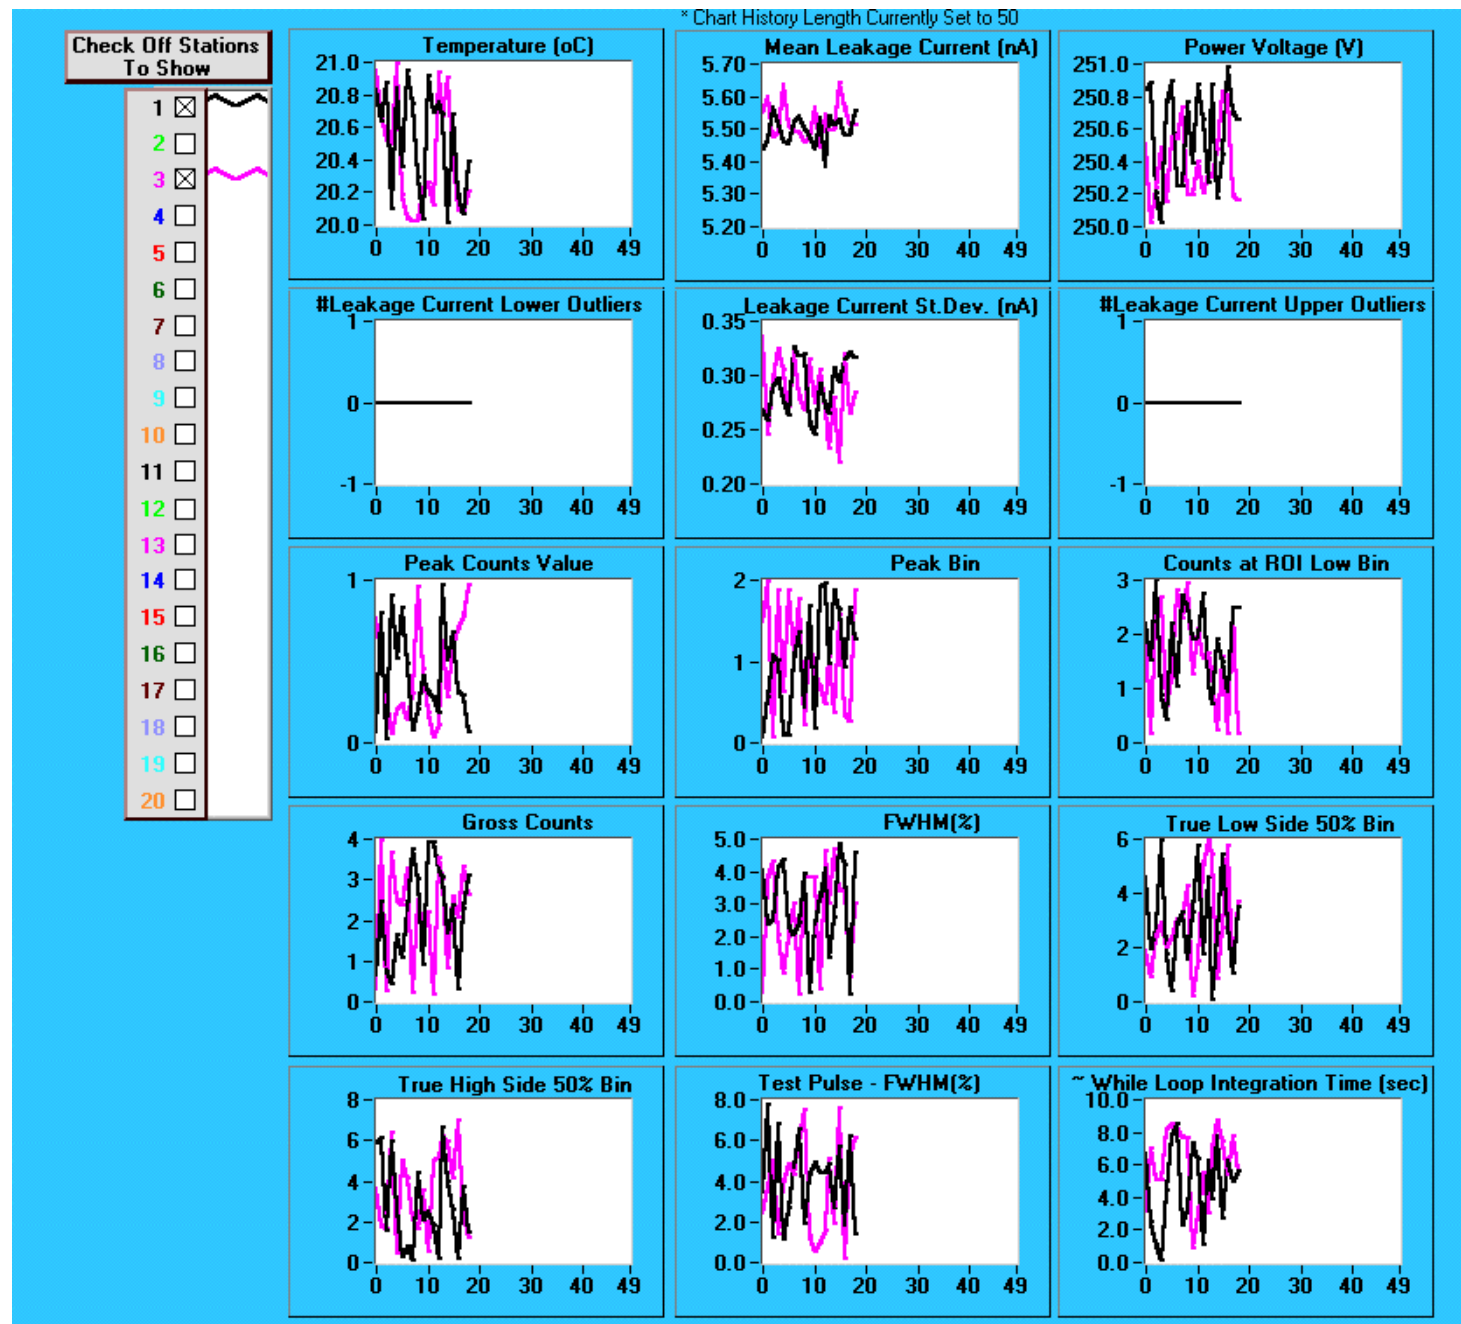 * Chart History Length Currently Set to 50
Check Off Stations
To Show
1
2
3
4
5
6
7
8
9
10
11
12
13
14
15
16
17
18
19
20
Temperature (oC)
21.0
20.8
20.6
20.4
20.2
20.0
0 10 20 30 40 49
Mean Leakage Current (nA)
5.70
5.60
5.50
5.40
5.30
5.20
0 10 20 30 40 49
Power Voltage (V)
251.0
250.8
250.6
250.4
250.2
250.0
0 10 20 30 40 49
#Leakage Current Lower Outliers
1
0
-1
0 10 20 30 40 49
Leakage Current St.Dev. (nA)
0.35
0.30
0.25
0.20
0 10 20 30 40 49
#Leakage Current Upper Outliers
1
0
-1
0 10 20 30 40 49
Peak Counts Value
1
0
0 10 20 30 40 49
Peak Bin
2
1
0
0 10 20 30 40 49
Counts at ROI Low Bin
3
2
1
0
0 10 20 30 40 49
Gross Counts
4
3
2
1
0
0 10 20 30 40 49
FWHM(%)
5.0
4.0
3.0
2.0
1.0
0.0
0 10 20 30 40 49
True Low Side 50% Bin
6
4
2
0
0 10 20 30 40 49
True High Side 50% Bin
8
6
4
2
0
0 10 20 30 40 49
Test Pulse - FWHM(%)
8.0
6.0
4.0
2.0
0.0
0 10 20 30 40 49
~ While Loop Integration Time (sec)
10.0
8.0
6.0
4.0
2.0
0.0
0 10 20 30 40 49